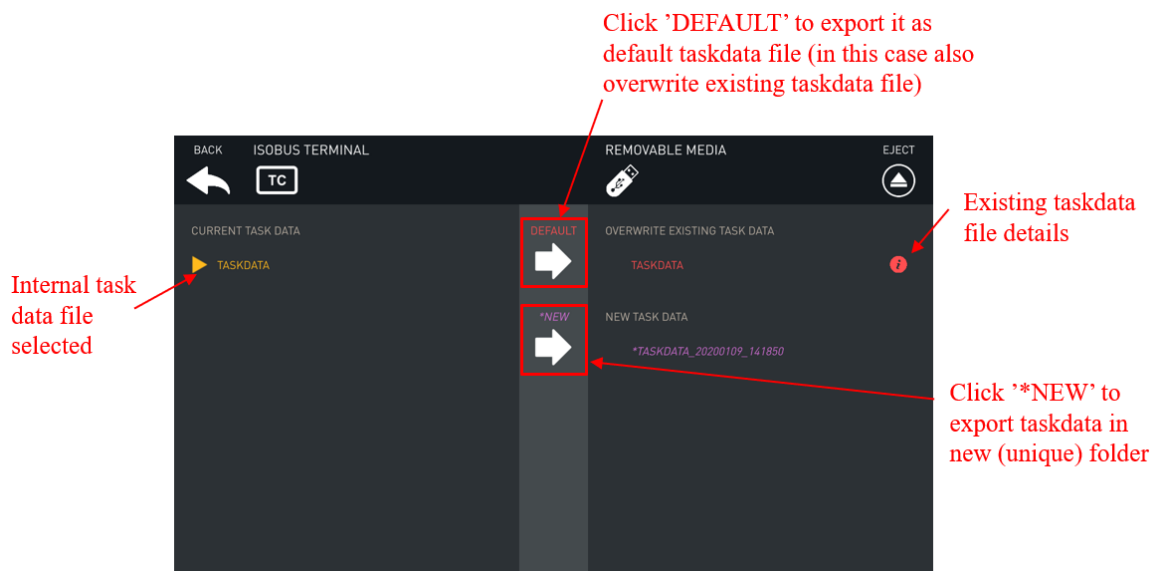 Click ’DEFAULT’ to export it as
default taskdata file (in this case also
overwrite existing taskdata file)
BACK
ISOBUS TERMINAL
TC
REMOVABLE MEDIA
EJECT
Existing taskdata
file details
CURRENT TASK DATA
TASKDATA
DEFAULT
OVERWRITE EXISTING TASK DATA
TASKDATA
i
Internal task
data file
selected
*NEW
NEW TASK DATA
*TASKDATA_20200109_141850
Click ’*NEW’ to
export taskdata in
new (unique) folder